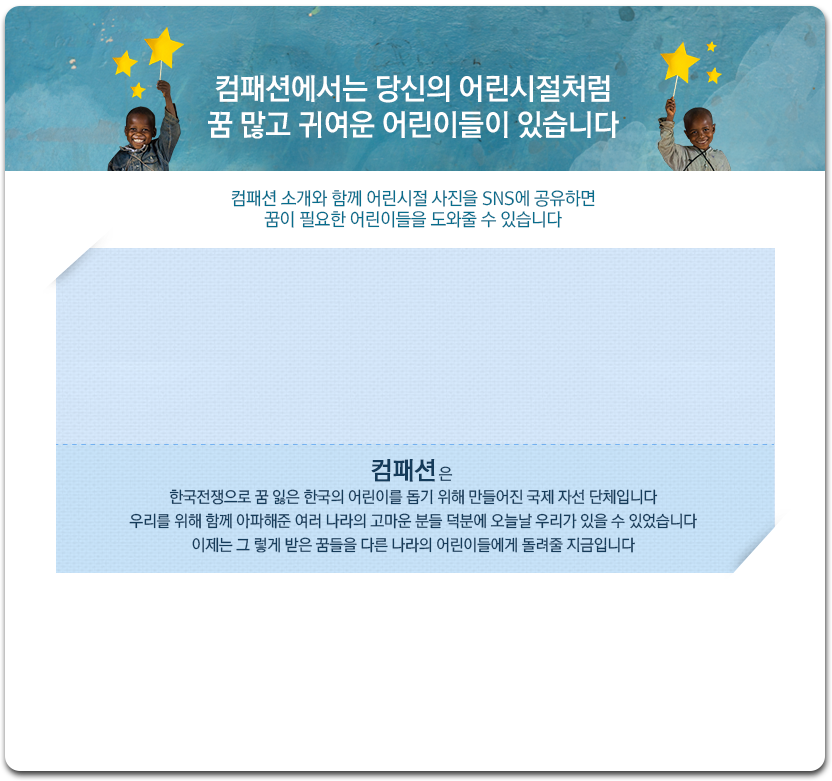 컴패션에서는 당신의 어린시절처럼
꿈 많고 귀여운 어린이들이 있습니다
컴패션 소개와 함께 어린시절 사진을 SNS에 공유하면
꿈이 필요한 어린이들을 도와줄 수 있습니다
컴패션은
한국전쟁으로 꿈 잃은 한국의 어린이를 돕기 위해 만들어진 국제 자선 단체입니다
우리를 위해 함께 아파해준 여러 나라의 고마운 분들 덕분에 오늘날 우리가 있을 수 있었습니다
이제는 그 렇게 받은 꿈들을 다른 나라의 어린이들에게 돌려줄 지금입니다